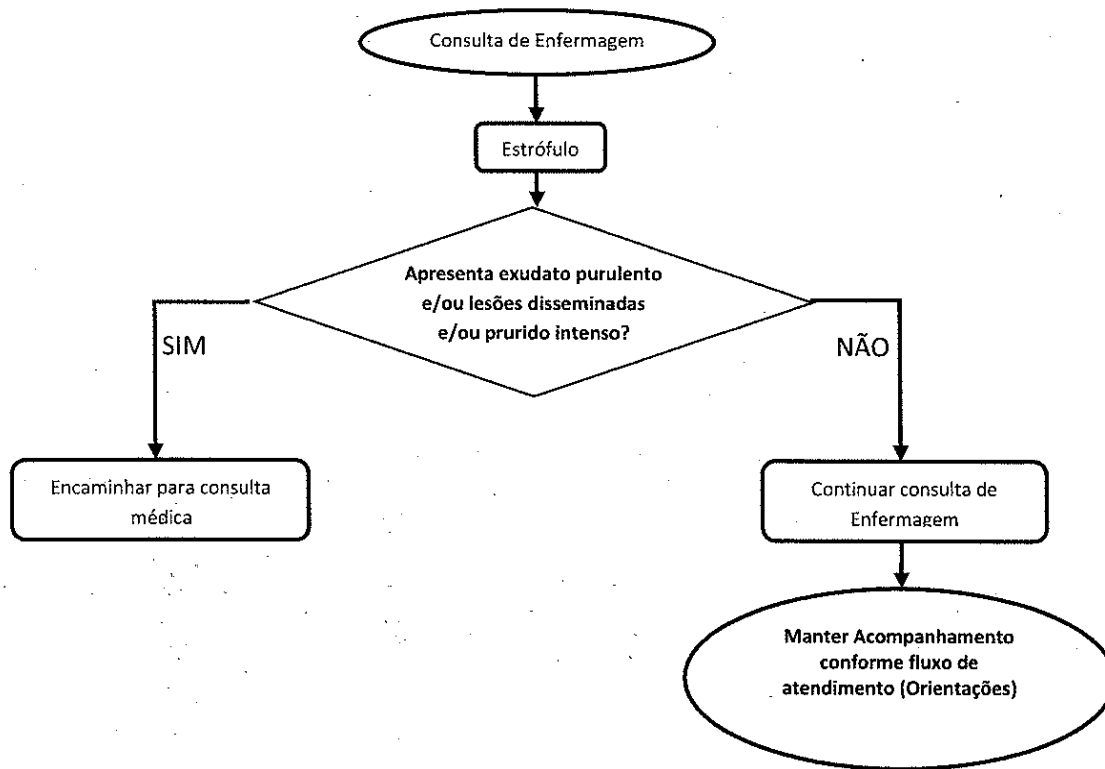 Consulta de Enfermagem
Estrófulo
Apresenta exudato purulento
e/ou lesões disseminadas
e/ou prurido intenso?
SIM
NÃO
Encaminhar para consulta
médica
Continuar consulta de
Enfermagem
Manter Acompanhamento
conforme fluxo de
atendimento (Orientações)